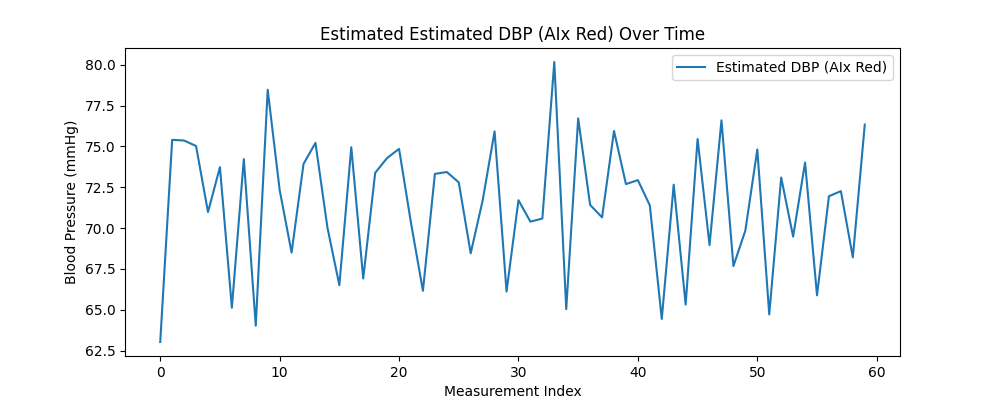 Estimated Estimated DBP (AIx Red) Over Time
Estimated DBP (AIx Red)
Blood Pressure (mmHg)
80.0
77.5
75.0
72.5
70.0
67.5
65.0
62.5
0 10 20 30 40 50 60
Measurement Index